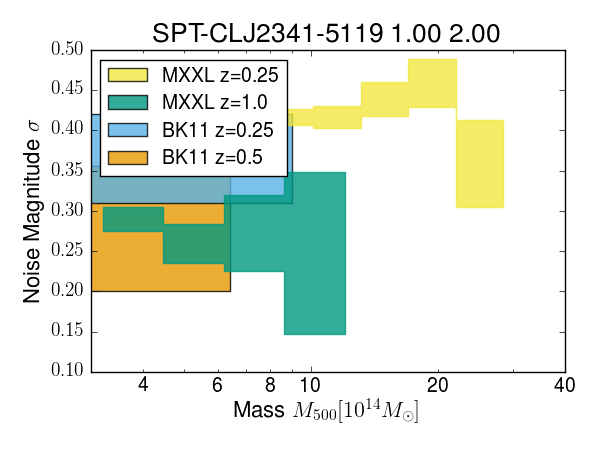 SPT-CLJ2341-5119 1.00 2.00
0.50
0.45
0.40
0.35
0.30
0.25
0.20
0.15
0.10
Noise Magnitude σ
MXXL z=0.25
MXXL z=1.0
BK11 z=0.25
BK11 z=0.5
4 6 8 10 20 40
Mass M₅₀₀[10¹⁴M☉]